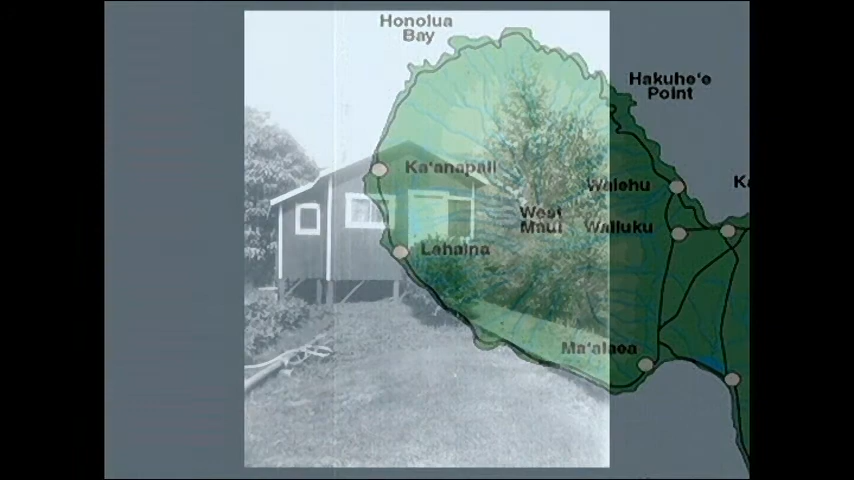 Honolua
Bay
Hakuhe'e
Point
Ka'anapali
Waiehu
West
Maui
Wailuku
Lahaina
Ma'alaea